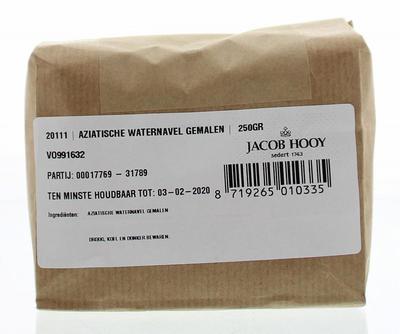 20111 | AZIATISCHE WATERNAVEL GEMALEN | 250GR
VO991632
JACOB HOOY
sedert 1743
PARTIJ: 00017769 - 31789
TEN MINSTE HOUDBAAR TOT: 03-02-2020
8 719265 010335
Ingrediënten: AZIATISCHE WATERNAVEL GEMALEN
DROOG, KOEL EN DONKER BEWAREN.